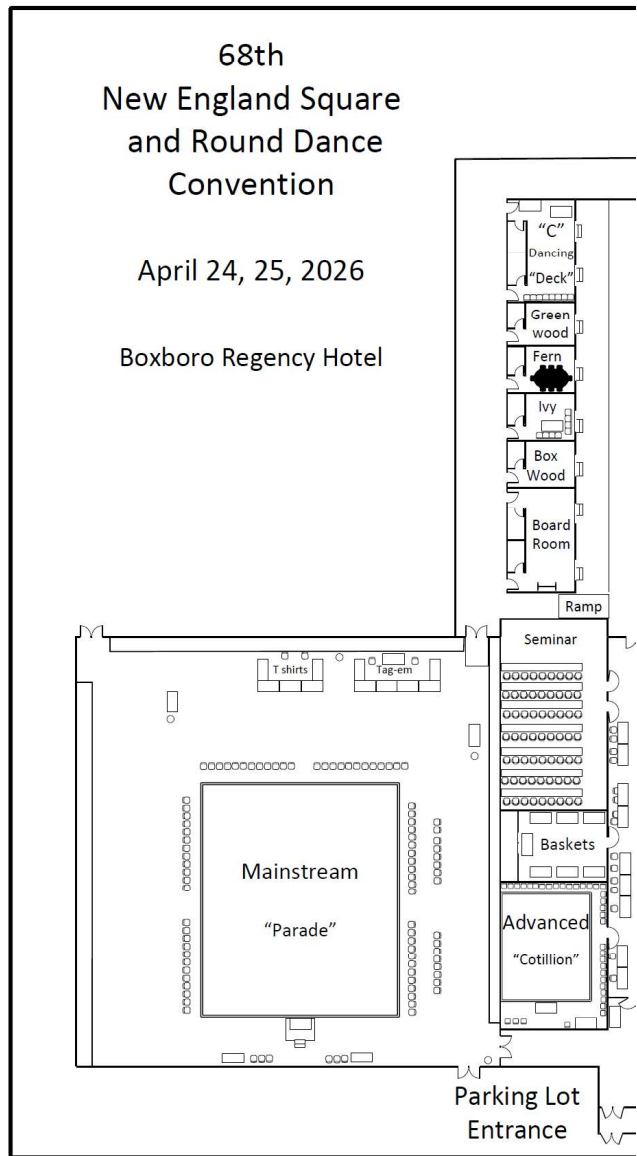 68th
New England Square
and Round Dance
Convention
April 24, 25, 2026
Boxboro Regency Hotel
“C”
Dancing
“Deck”
Green
wood
Fern
Ivy
Box
Wood
Board
Room
Ramp
Seminar
T shirts
Tag-em
Mainstream
“Parade”
Baskets
Advanced
“Cotillion”
Parking Lot
Entrance